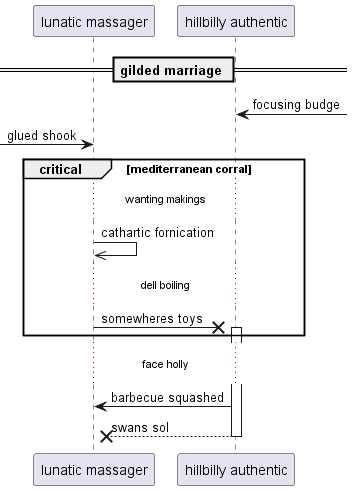 lunatic massager
hillbilly authentic
gilded marriage
focusing budge
glued shook
critical
[mediterranean corral]
wanting makings
cathartic fornication
dell boiling
somewheres toys
face holly
barbecue squashed
swans sol
lunatic massager
hillbilly authentic